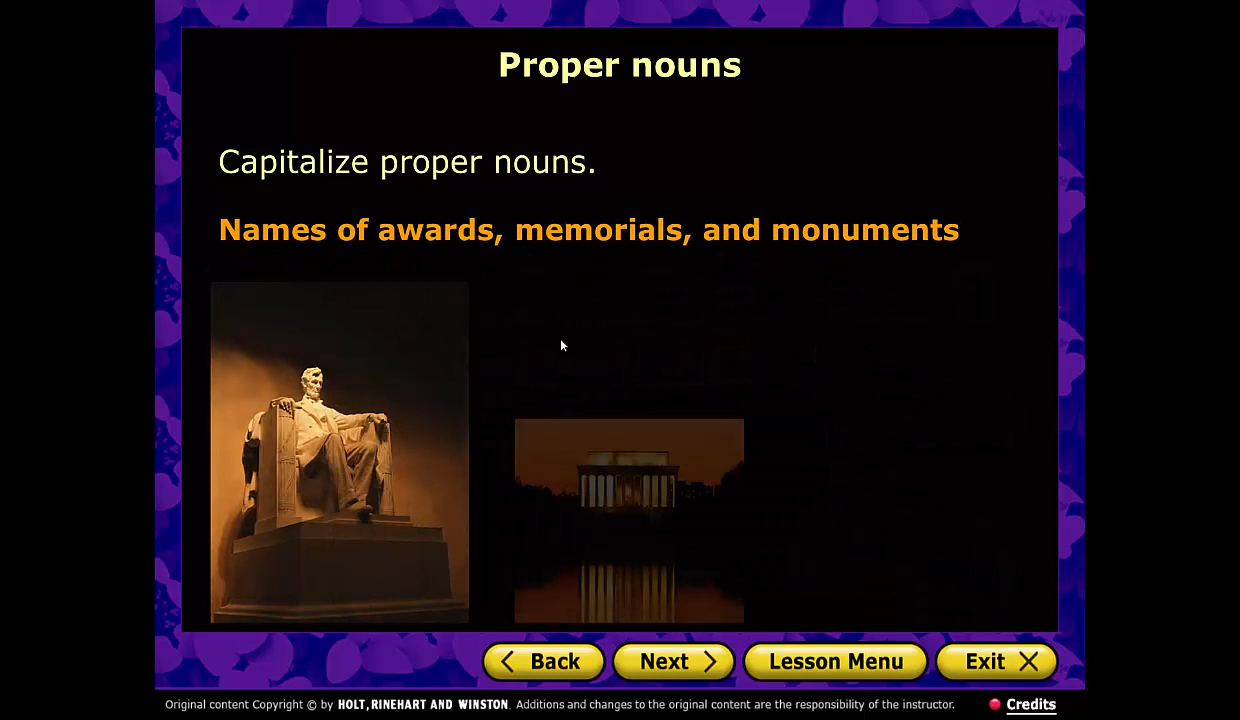 Proper nouns
Capitalize proper nouns.
Names of awards, memorials, and monuments
Back
Next
Lesson Menu
Exit
Original content Copyright © by HOLT, RINEHART AND WINSTON. Additions and changes to the original content are the responsibility of the instructor.
Credits